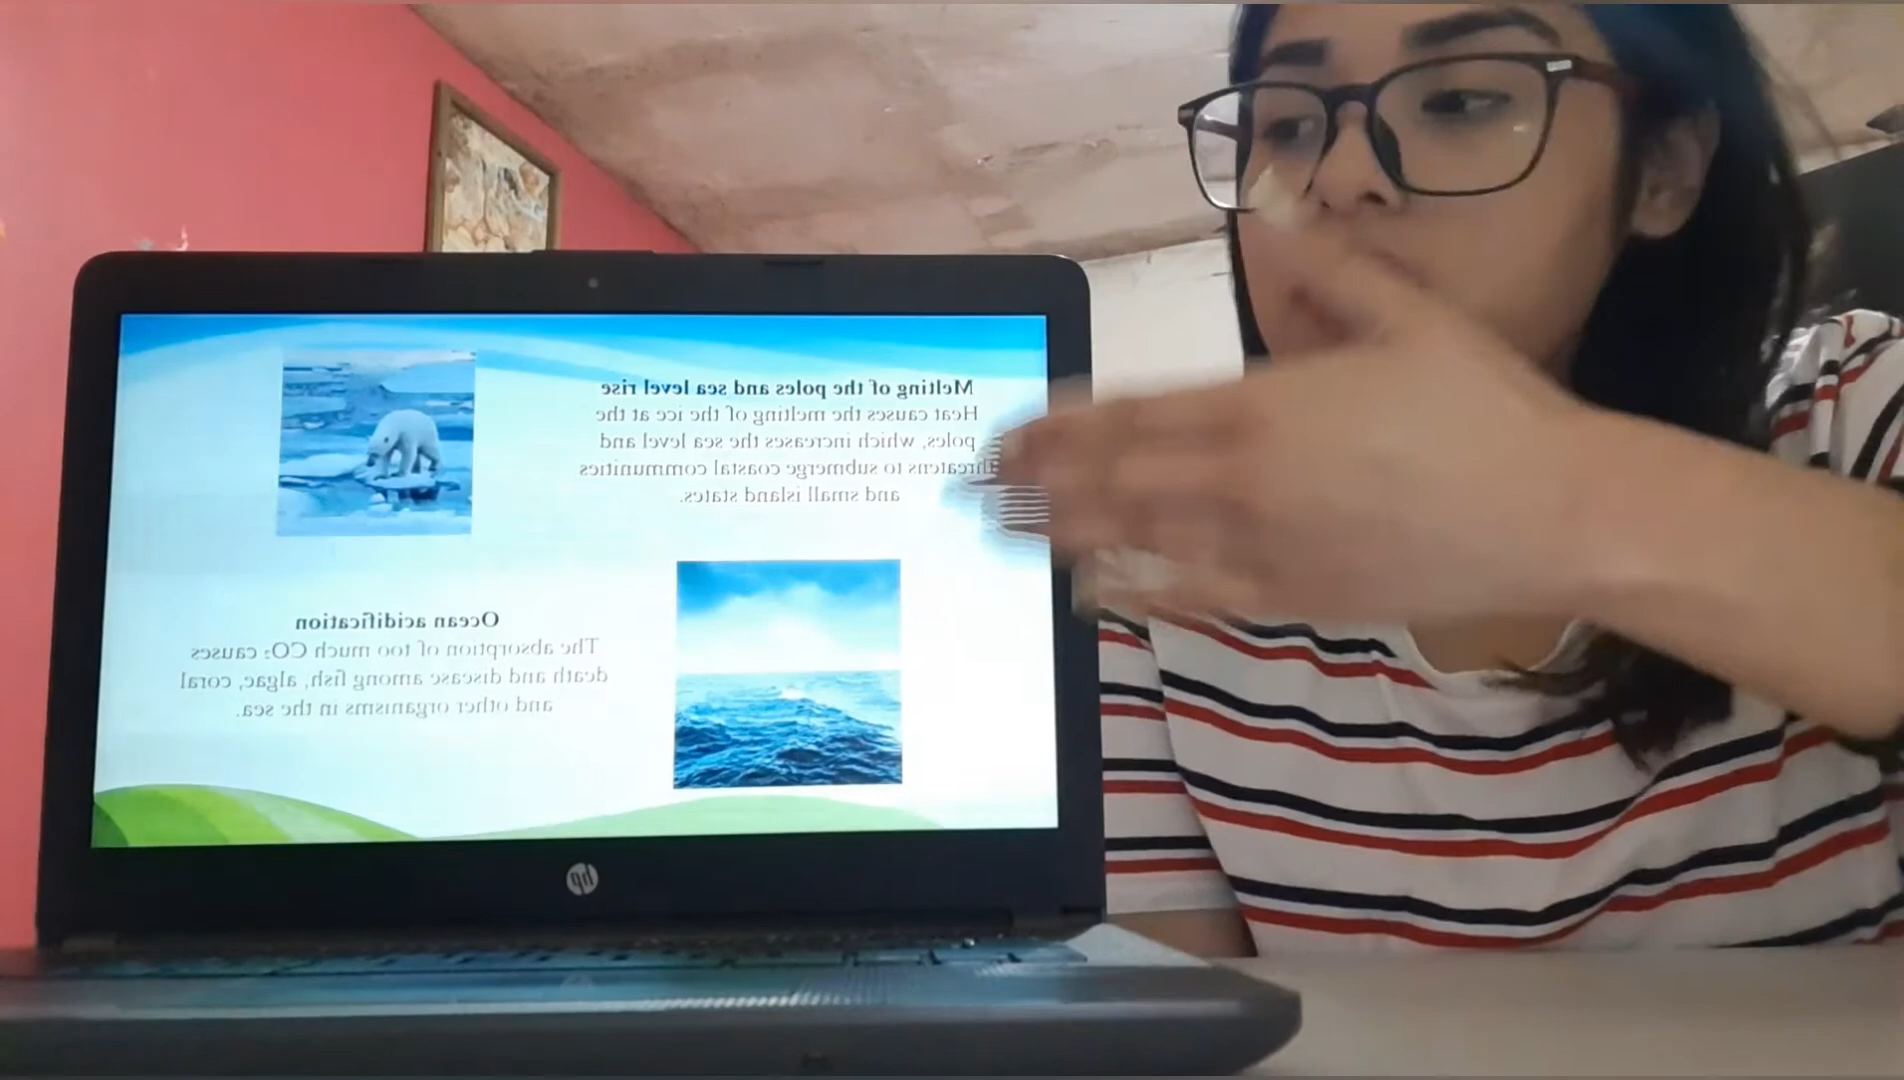 Melting of the poles and sea level rise
Heat causes the melting of the ice at the
poles, which increases the sea level and
threatens to submerge coastal communities
and small island states.
Ocean acidification
The absorption of too much CO₂ causes
death and disease among fish, algae, coral
and other organisms in the sea.
hp